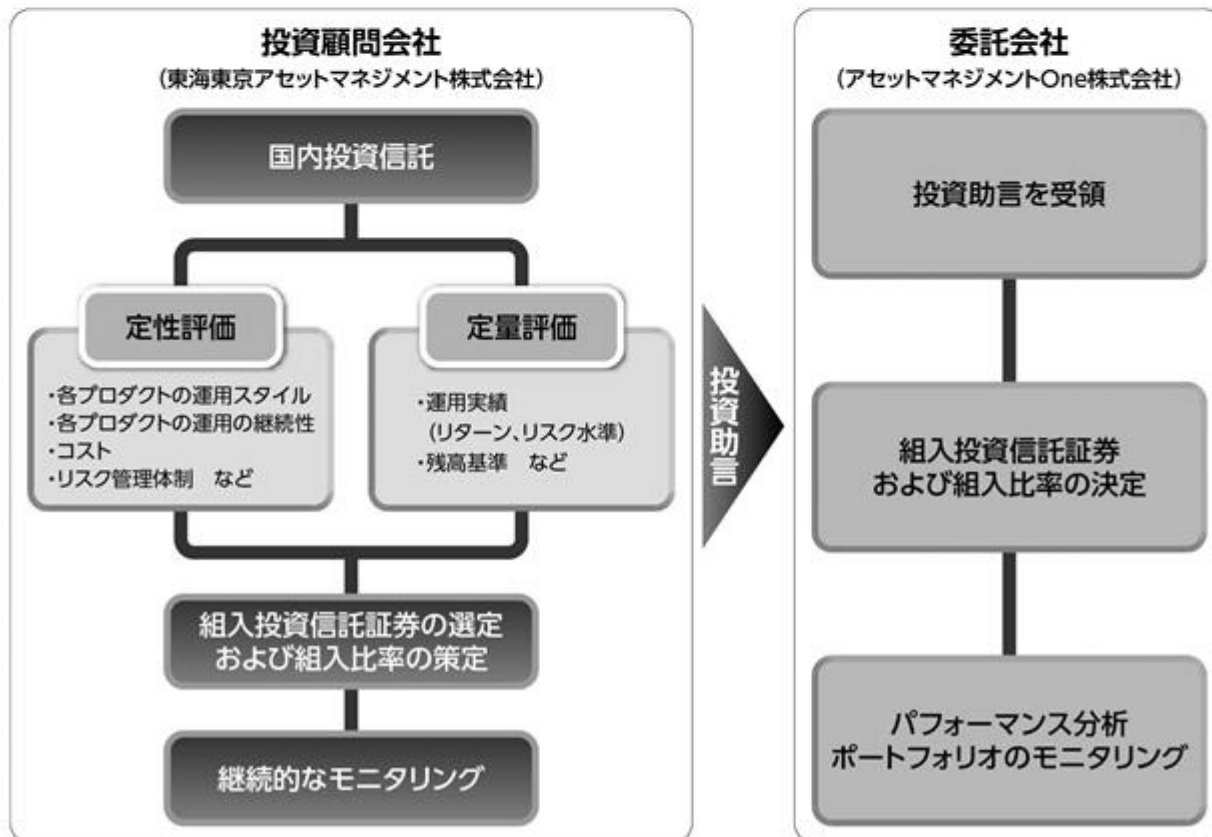 投資顧問会社
(東海東京アセットマネジメント株式会社)
国内投資信託
定性評価
・各プロダクトの運用スタイル
・各プロダクトの運用の継続性
・コスト
・リスク管理体制　など
定量評価
・運用実績
(リターン、リスク水準)
・残高基準　など
組入投資信託証券の選定
および組入比率の策定
継続的なモニタリング
投資助言
委託会社
(アセットマネジメントOne株式会社)
投資助言を受領
組入投資信託証券
および組入比率の決定
パフォーマンス分析
ポートフォリオのモニタリング